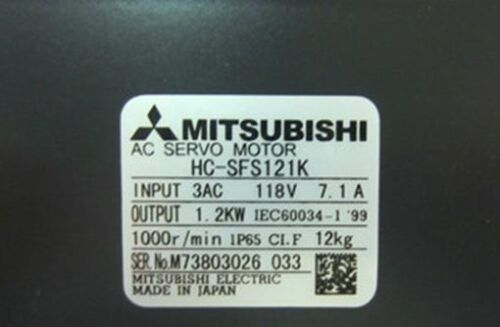 MITSUBISHI
AC SERVO MOTOR
HC-SFS121K
INPUT 3AC 118V 7.1A
OUTPUT 1.2KW IEC60034-1 '99
1000r/min IP65 CI.F 12kg
SER.No.M73803026 033
MITSUBISHI ELECTRIC
MADE IN JAPAN